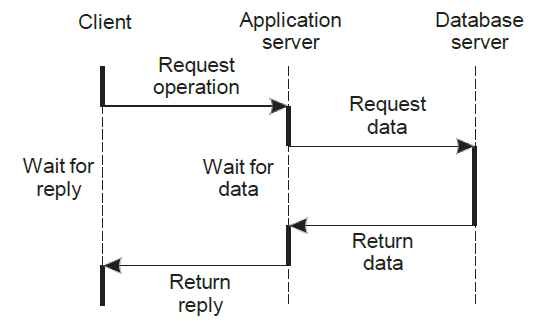 Client
Application
server
Database
server
Request
operation
Request
data
Wait for
reply
Wait for
data
Return
data
Return
reply